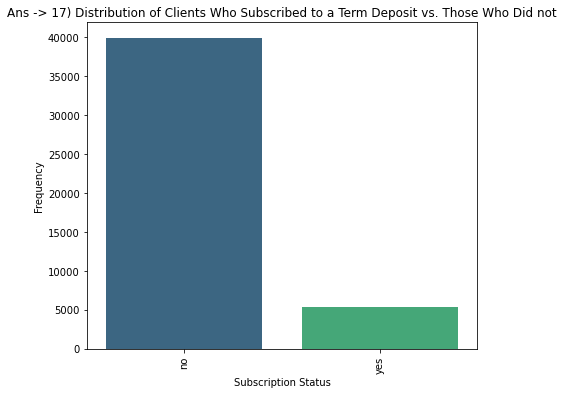 Ans -> 17) Distribution of Clients Who Subscribed to a Term Deposit vs. Those Who Did not
40000
35000
30000
25000
20000
15000
10000
5000
0
Frequency
no
yes
Subscription Status